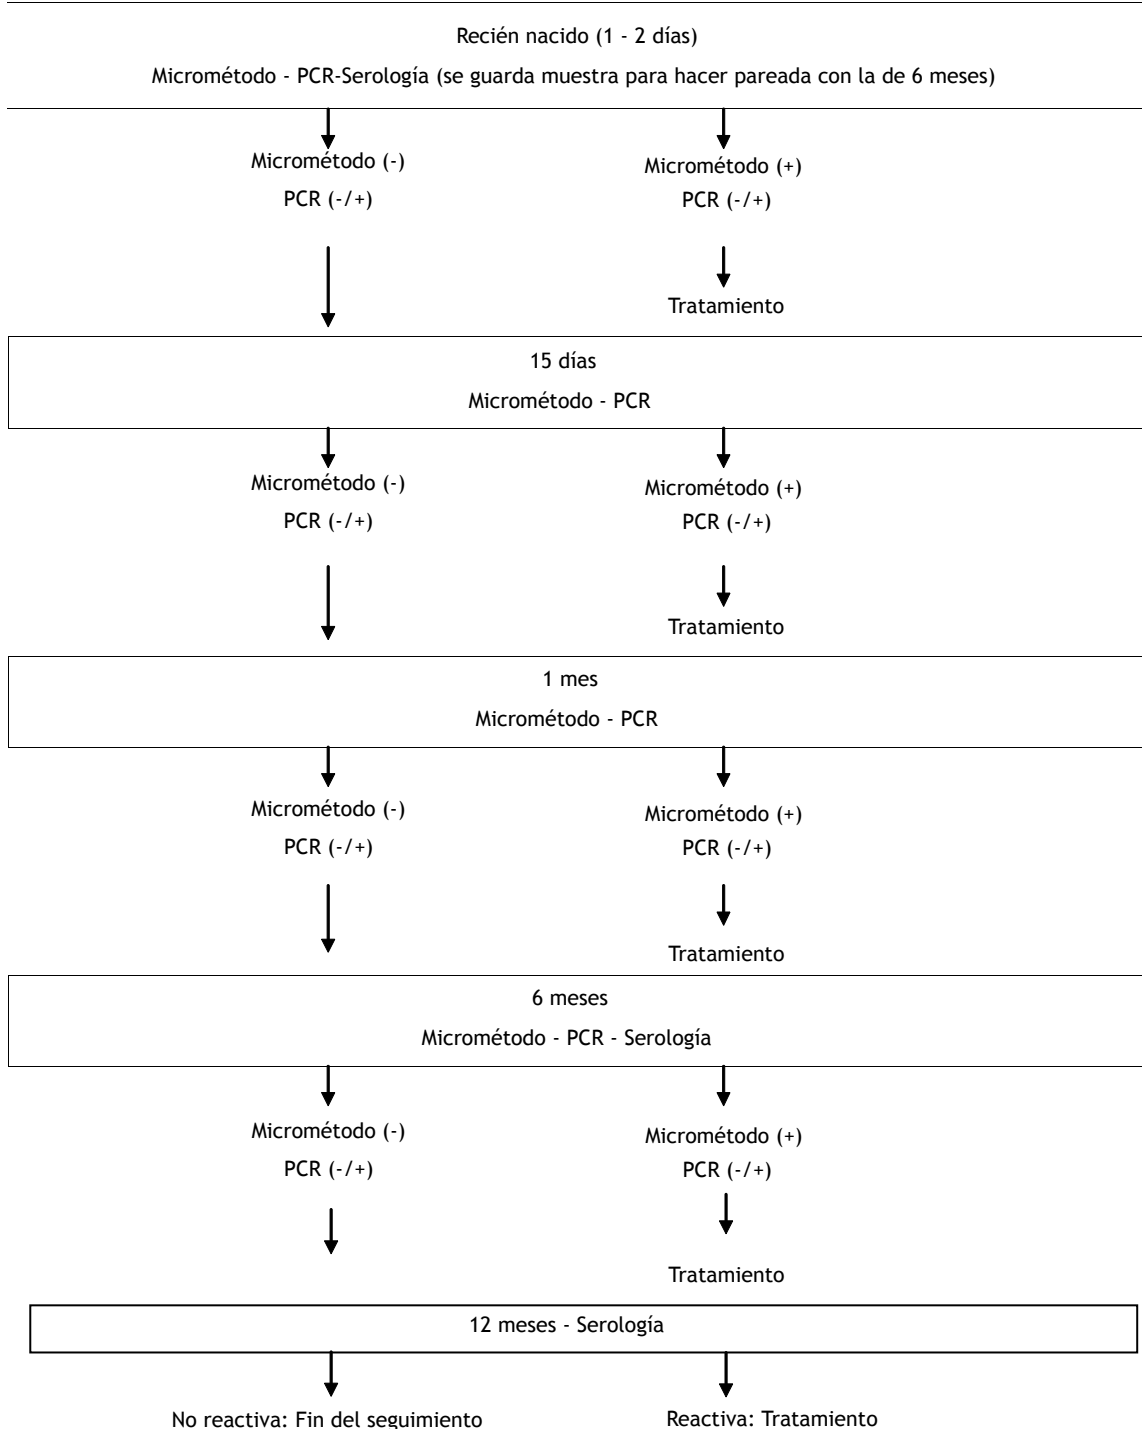 Recién nacido (1 - 2 días)
Micrométodo - PCR-Serología (se guarda muestra para hacer pareada con la de 6 meses)
Micrométodo (-)
PCR (-/+)
Micrométodo (+)
PCR (-/+)
Tratamiento
15 días
Micrométodo - PCR
Micrométodo (-)
PCR (-/+)
Micrométodo (+)
PCR (-/+)
Tratamiento
1 mes
Micrométodo - PCR
Micrométodo (-)
PCR (-/+)
Micrométodo (+)
PCR (-/+)
Tratamiento
6 meses
Micrométodo - PCR - Serología
Micrométodo (-)
PCR (-/+)
Micrométodo (+)
PCR (-/+)
Tratamiento
12 meses - Serología
No reactiva: Fin del seguimiento
Reactiva: Tratamiento